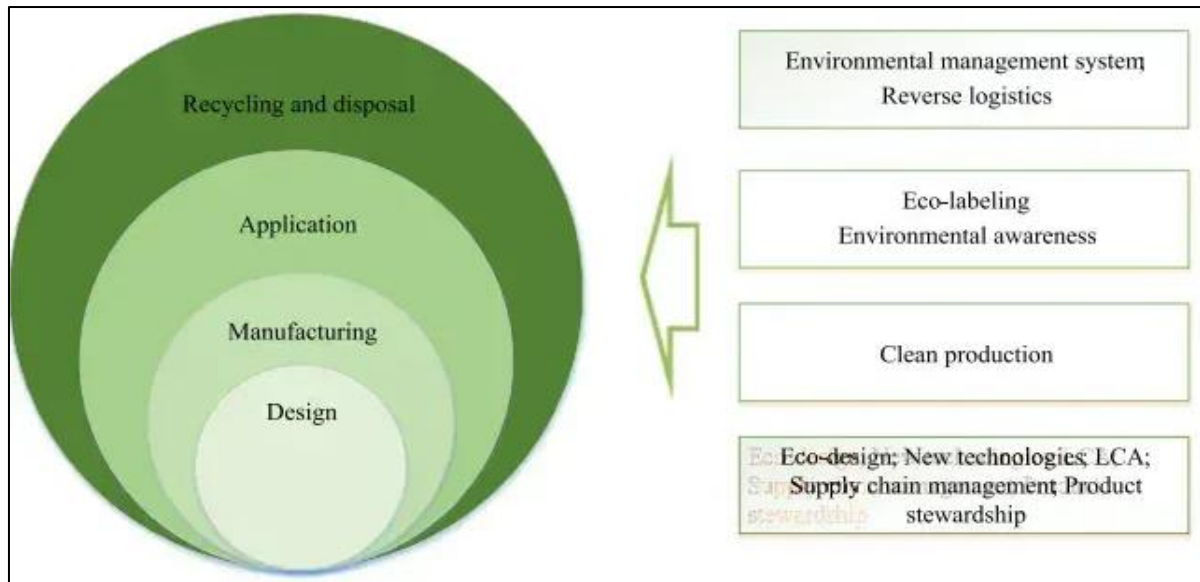 Recycling and disposal
Application
Manufacturing
Design
Environmental management system;
Reverse logistics
Eco-labeling
Environmental awareness
Clean production
Eco-design; New technologies; LCA;
Supply chain management; Product
stewardship